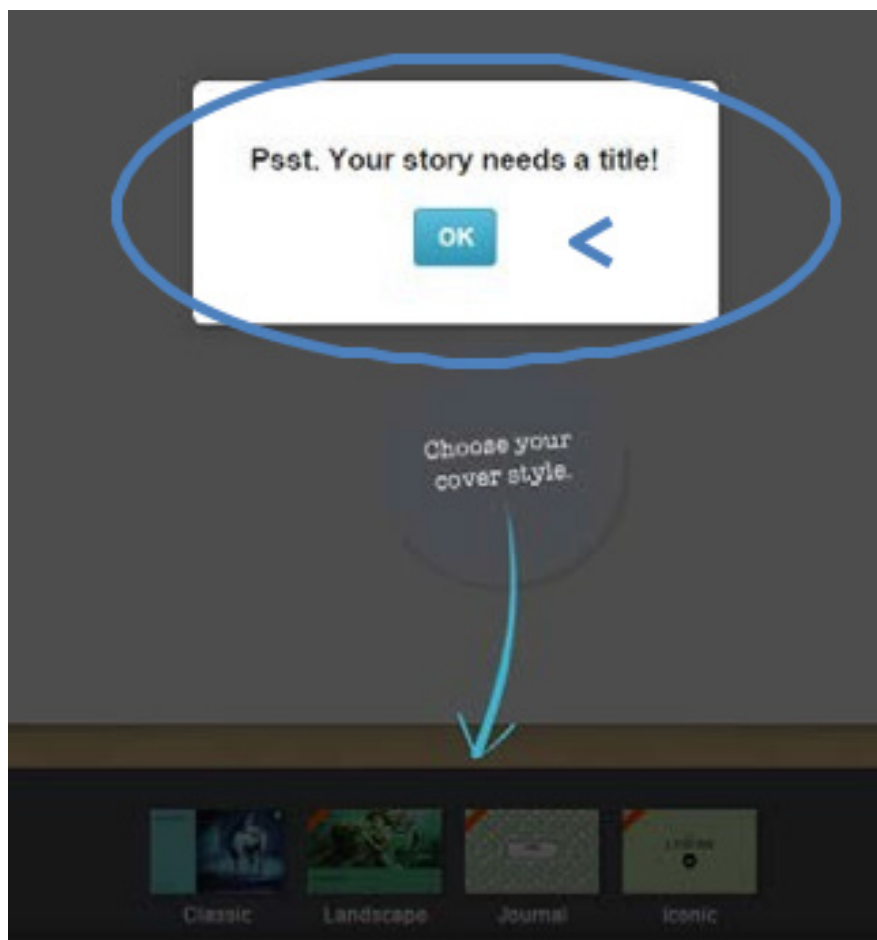 Psst. Your story needs a title!
OK <
Choose your
cover style.
Classic
Landscape
Journal
Iconic